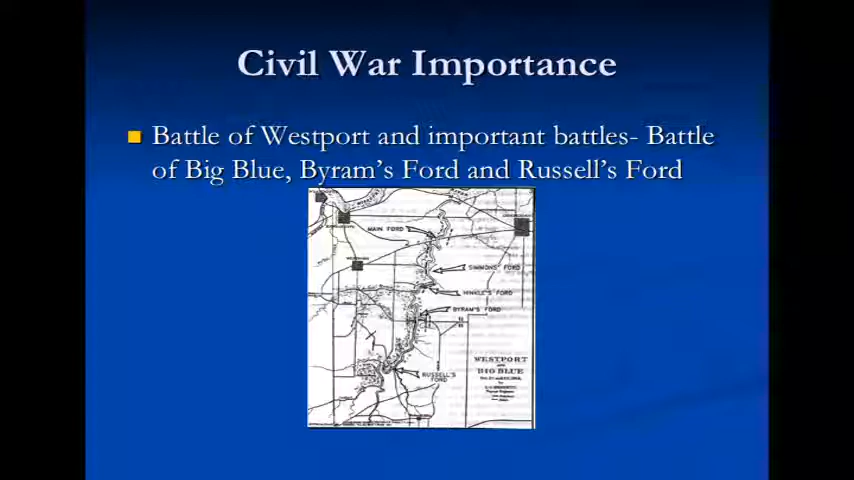 Civil War Importance
Battle of Westport and important battles- Battle
of Big Blue, Byram's Ford and Russell's Ford
MAIN FORD
SIMMONS' FORD
HINKLE'S FORD
BYRAM'S FORD
RUSSELL'S
FORD
WESTPORT
AND
BIG BLUE